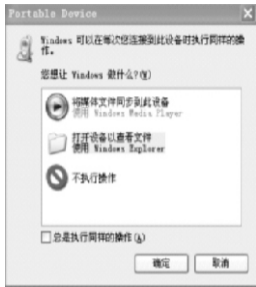 Portable Device
Windows 可以在每次您连接到此设备时执行同样的操
作。
您想让 Windows 做什么?(W)
将媒体文件同步到此设备
使用 Windows Media Player
打开设备以查看文件
使用 Windows Explorer
不执行操作
总是执行同样的操作(A)
确定
取消